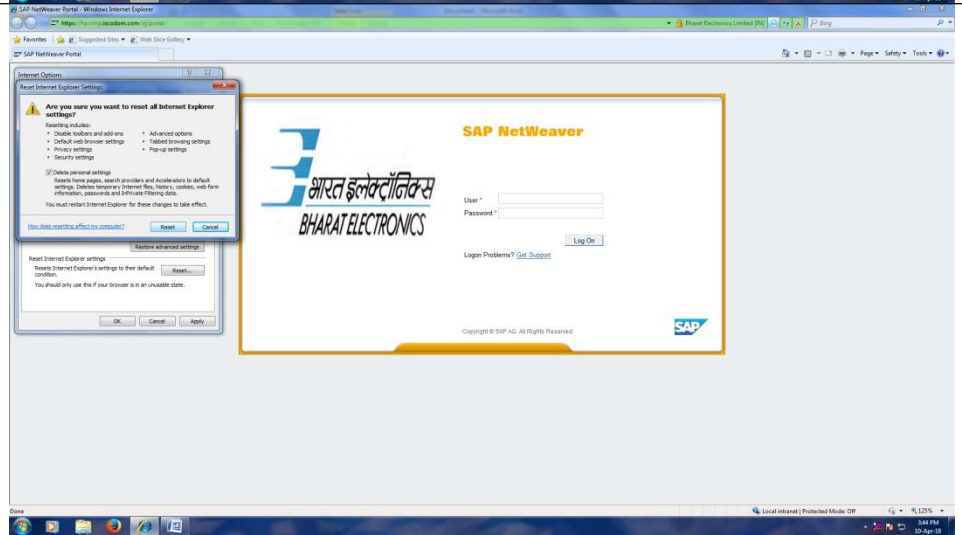 SAP NetWeaver Portal - Windows Internet Explorer
Bharat Electronics Limited [IN]
Bing
Favorites Suggested Sites Web Slice Gallery
SAP NetWeaver Portal
Page Safety Tools
Internet Options
Reset Internet Explorer Settings
Are you sure you want to reset all Internet Explorer settings?
Resetting includes:
• Disable toolbars and add-ons
• Default web browser settings
• Privacy settings
• Security settings
• Advanced options
• Tabbed browsing settings
• Pop-up settings
Delete personal settings
Resets home pages, search providers and Accelerators to default
settings. Deletes temporary Internet files, history, cookies, web form
information, passwords and InPrivate Filtering data.
You must restart Internet Explorer for these changes to take effect.
How does resetting affect my computer?
Reset Cancel
Restore advanced settings
Reset Internet Explorer settings
Resets Internet Explorer's settings to their default
condition.
Reset...
You should only use this if your browser is in an unusable state.
OK Cancel Apply
भारत इलेक्ट्रॉनिक्स
BHARAT ELECTRONICS
SAP NetWeaver
User *
Password *
Log On
Logon Problems? Get Support
Copyright © SAP AG. All Rights Reserved.
SAP
Done
Local intranet | Protected Mode: Off
125%
3:44 PM
10-Apr-18